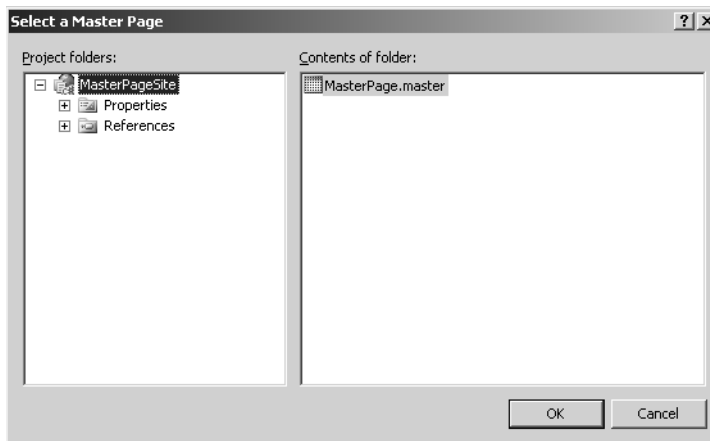 Select a Master Page
Project folders:
Contents of folder:
MasterPageSite
Properties
References
MasterPage.master
OK
Cancel